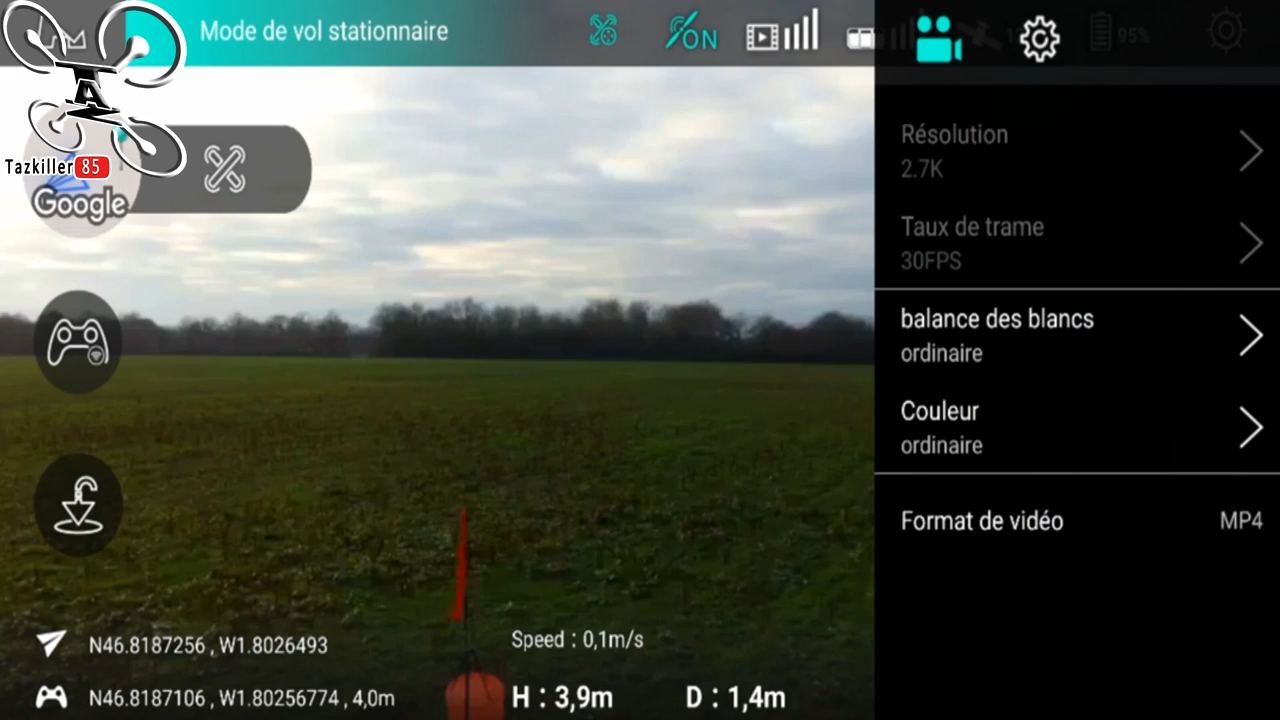 Mode de vol stationnaire
ON
95%
A
Tazkiller 85
Google
Résolution
2.7K
Taux de trame
30FPS
balance des blancs
ordinaire
Couleur
ordinaire
Format de vidéo MP4
N46.8187256 , W1.8026493
Speed : 0,1m/s
N46.8187106 , W1.80256774 , 4,0m
H : 3,9m
D : 1,4m